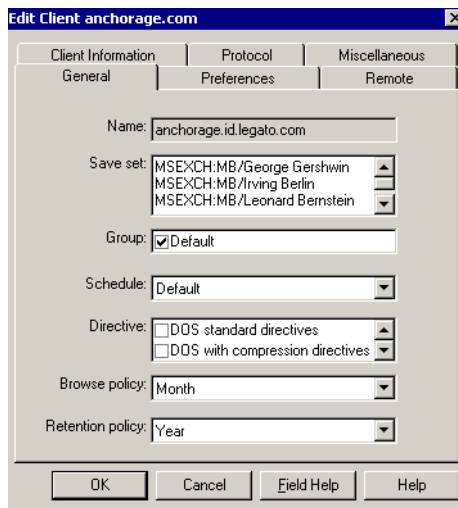 Edit Client anchorage.com
Client Information Protocol Miscellaneous
General Preferences Remote
Name: anchorage.id.legato.com
Save set: MSEXCH:MB/George Gershwin
MSEXCH:MB/Irving Berlin
MSEXCH:MB/Leonard Bernstein
Group: Default
Schedule: Default
Directive: DOS standard directives
DOS with compression directives
Browse policy: Month
Retention policy: Year
OK Cancel Field Help Help